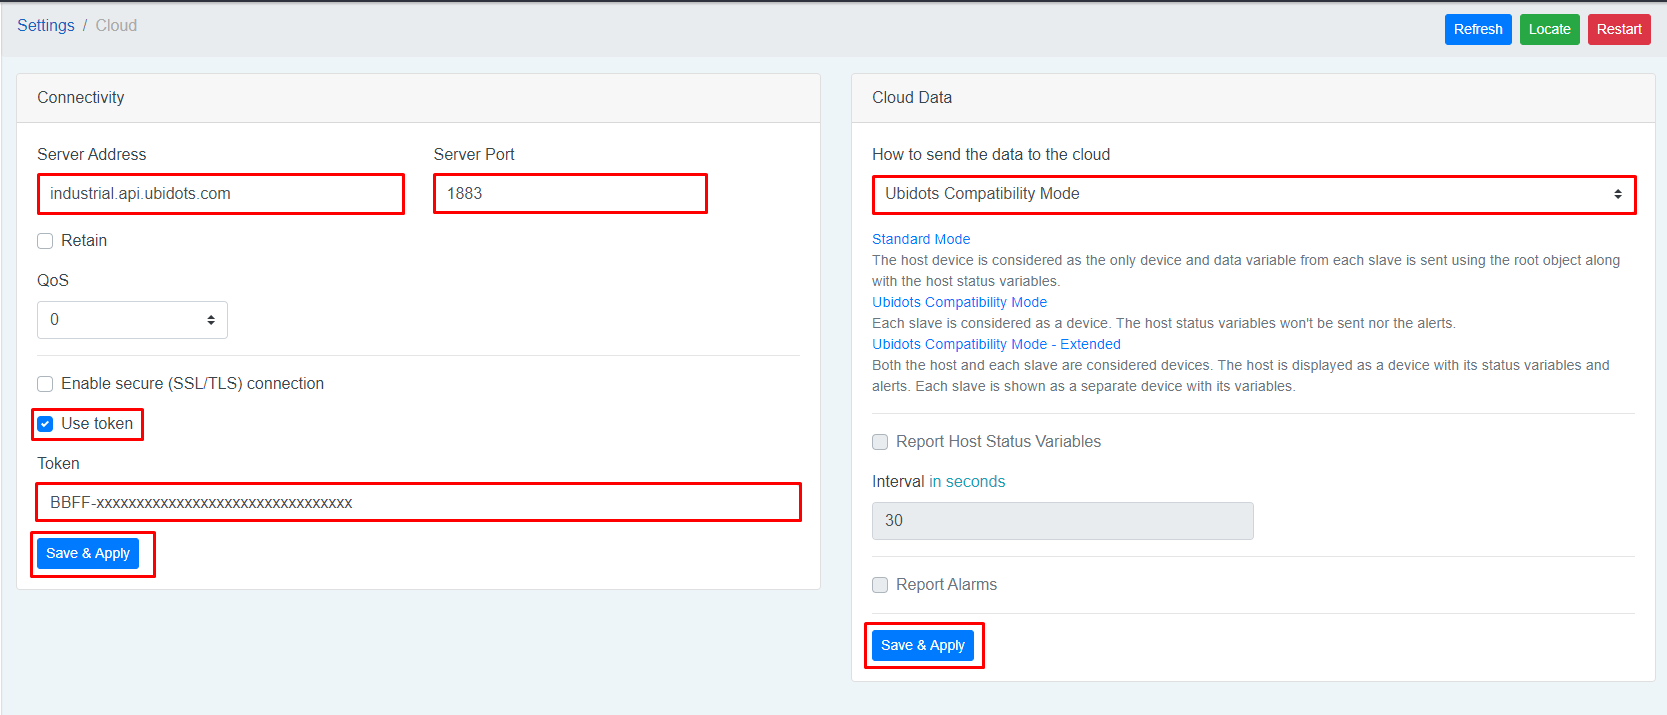 Settings / Cloud
Refresh
Locate
Restart
Connectivity
Server Address
Server Port
industrial.api.ubidots.com
1883
Retain
QoS
0
Enable secure (SSL/TLS) connection
Use token
Token
BBFF-xxxxxxxxxxxxxxxxxxxxxxxxxxxxxxxx
Save & Apply
Cloud Data
How to send the data to the cloud
Ubidots Compatibility Mode
Standard Mode
The host device is considered as the only device and data variable from each slave is sent using the root object along
with the host status variables.
Ubidots Compatibility Mode
Each slave is considered as a device. The host status variables won't be sent nor the alerts.
Ubidots Compatibility Mode - Extended
Both the host and each slave are considered devices. The host is displayed as a device with its status variables and
alerts. Each slave is shown as a separate device with its variables.
Report Host Status Variables
Interval in seconds
30
Report Alarms
Save & Apply